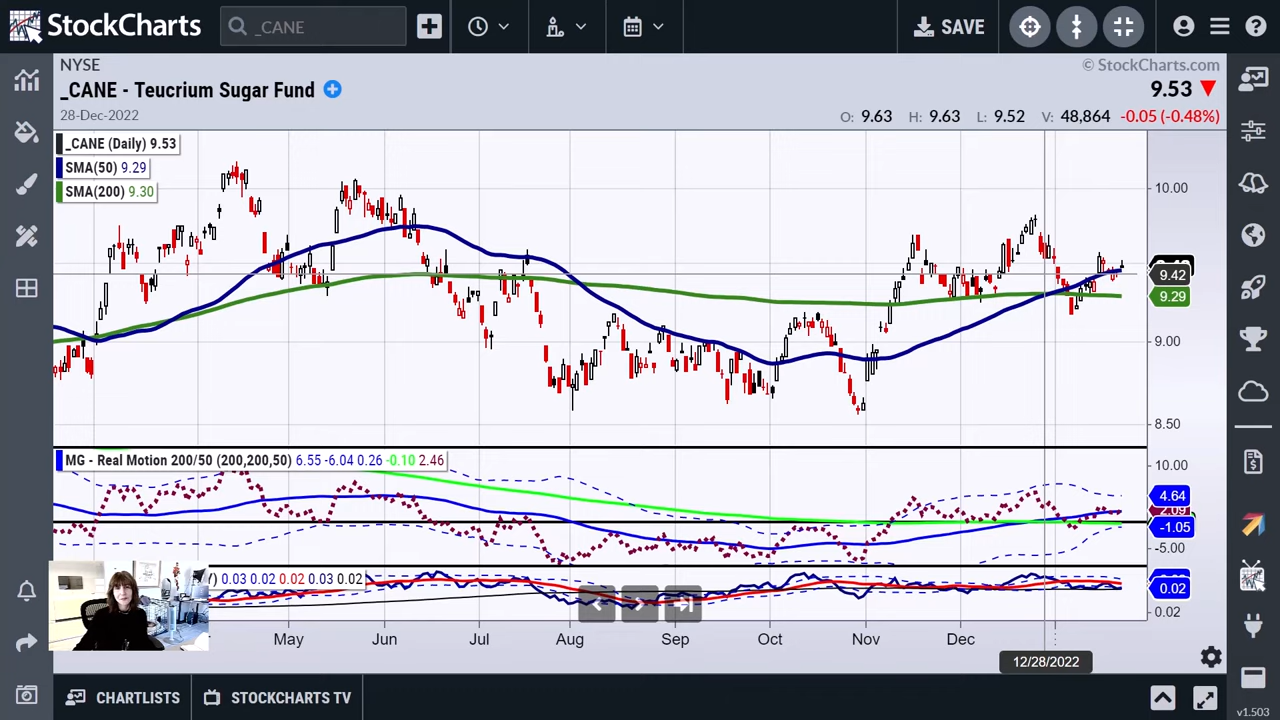 StockCharts
_CANE
SAVE
NYSE
© StockCharts.com
_CANE - Teucrium Sugar Fund
9.53
28-Dec-2022
O: 9.63 H: 9.63 L: 9.52 V: 48,864 -0.05 (-0.48%)
_CANE (Daily) 9.53
SMA(50) 9.29
SMA(200) 9.30
10.00
9.42
9.29
9.00
8.50
MG - Real Motion 200/50 (200,200,50) 6.55 -6.04 0.26 -0.10 2.46
10.00
4.64
-1.05
-5.00
0.03 0.02 0.02 0.03 0.02
0.02
0.02
May Jun Jul Aug Sep Oct Nov Dec
12/28/2022
CHARTLISTS
STOCKCHARTS TV
v1.503